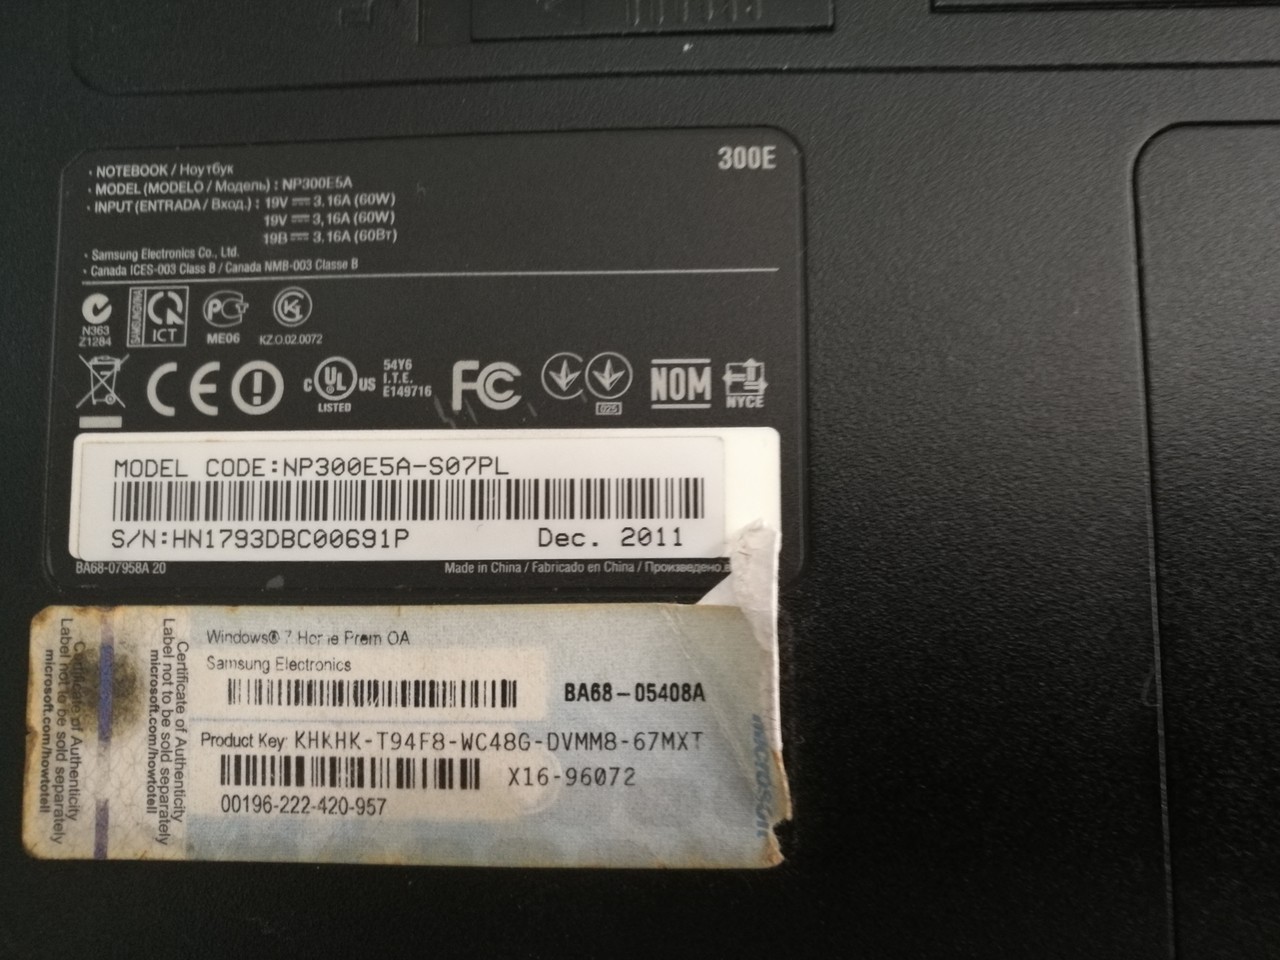 300E
· NOTEBOOK / Ноутбук
· MODEL (MODELO / Модель) : NP300E5A
· INPUT (ENTRADA / Вход.) : 19V 3,16A (60W)
19V 3,16A (60W)
19B 3,16A (60Вт)
· Samsung Electronics Co., Ltd.
· Canada ICES-003 Class B / Canada NMB-003 Classe B
N363
Z1284
ICT
ME06
KZ.O.02.0072
CE
C UL US
LISTED
54Y6
I.T.E.
E149716
FC
025
NOM
NYCE
MODEL CODE:NP300E5A-S07PL
S/N:HN1793DBC00691P Dec. 2011
BA68-07958A 20 Made in China / Fabricado en China / Произведено в
Certificate of Authenticity
Label not to be sold separately
microsoft.com/howtotell
Certificate of Authenticity
Label not to be sold separately
microsoft.com/howtotell
Windows® 7 Home Prem OA
Samsung Electronics
BA68-05408A
Product Key: KHKHK-T94F8-WC48G-DVMM8-67MXT
X16-96072
00196-222-420-957
Microsoft